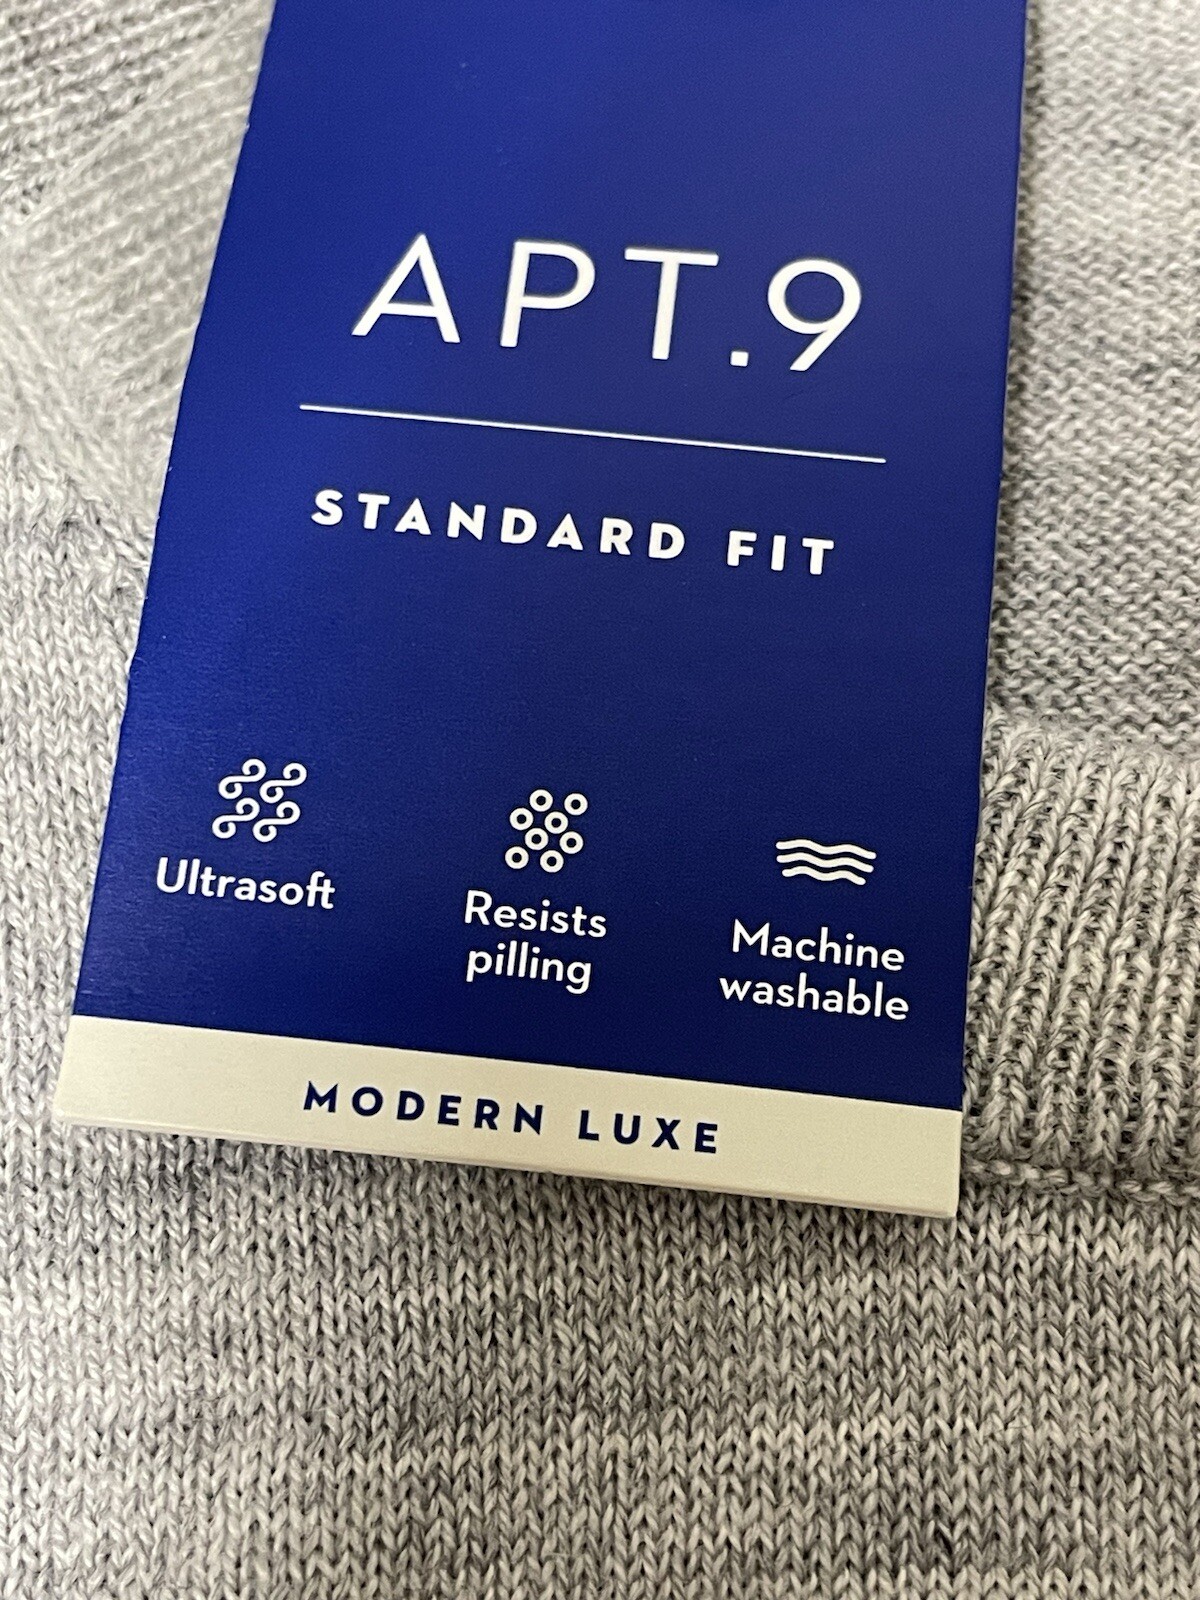 APT.9
STANDARD FIT
Ultrasoft
Resists
pilling
Machine
washable
MODERN LUXE